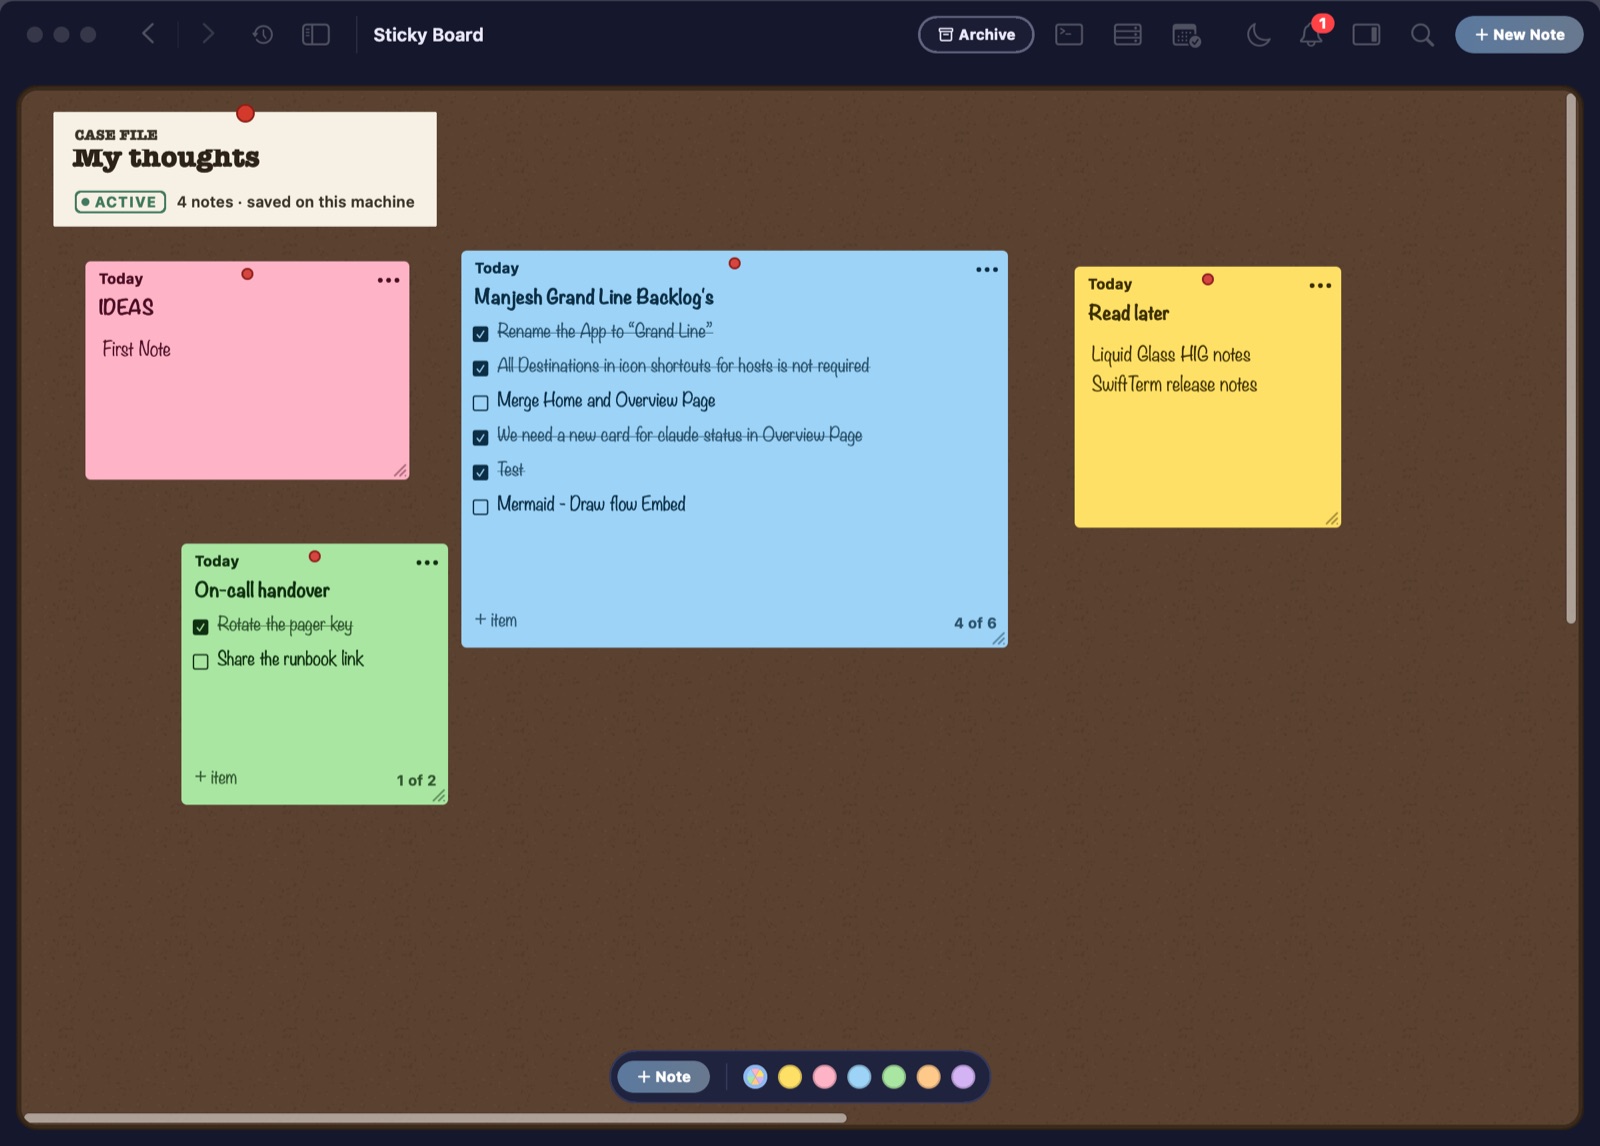 Sticky Board
Archive
1
+ New Note
CASE FILE
My thoughts
ACTIVE 4 notes · saved on this machine
Today
IDEAS
First Note
Today
Manjesh Grand Line Backlog's
Rename the App to “Grand Line”
All Destinations in icon shortcuts for hosts is not required
Merge Home and Overview Page
We need a new card for claude status in Overview Page
Test
Mermaid - Draw flow Embed
+ item
4 of 6
Today
Read later
Liquid Glass HIG notes
SwiftTerm release notes
Today
On-call handover
Rotate the pager key
Share the runbook link
+ item
1 of 2
+ Note